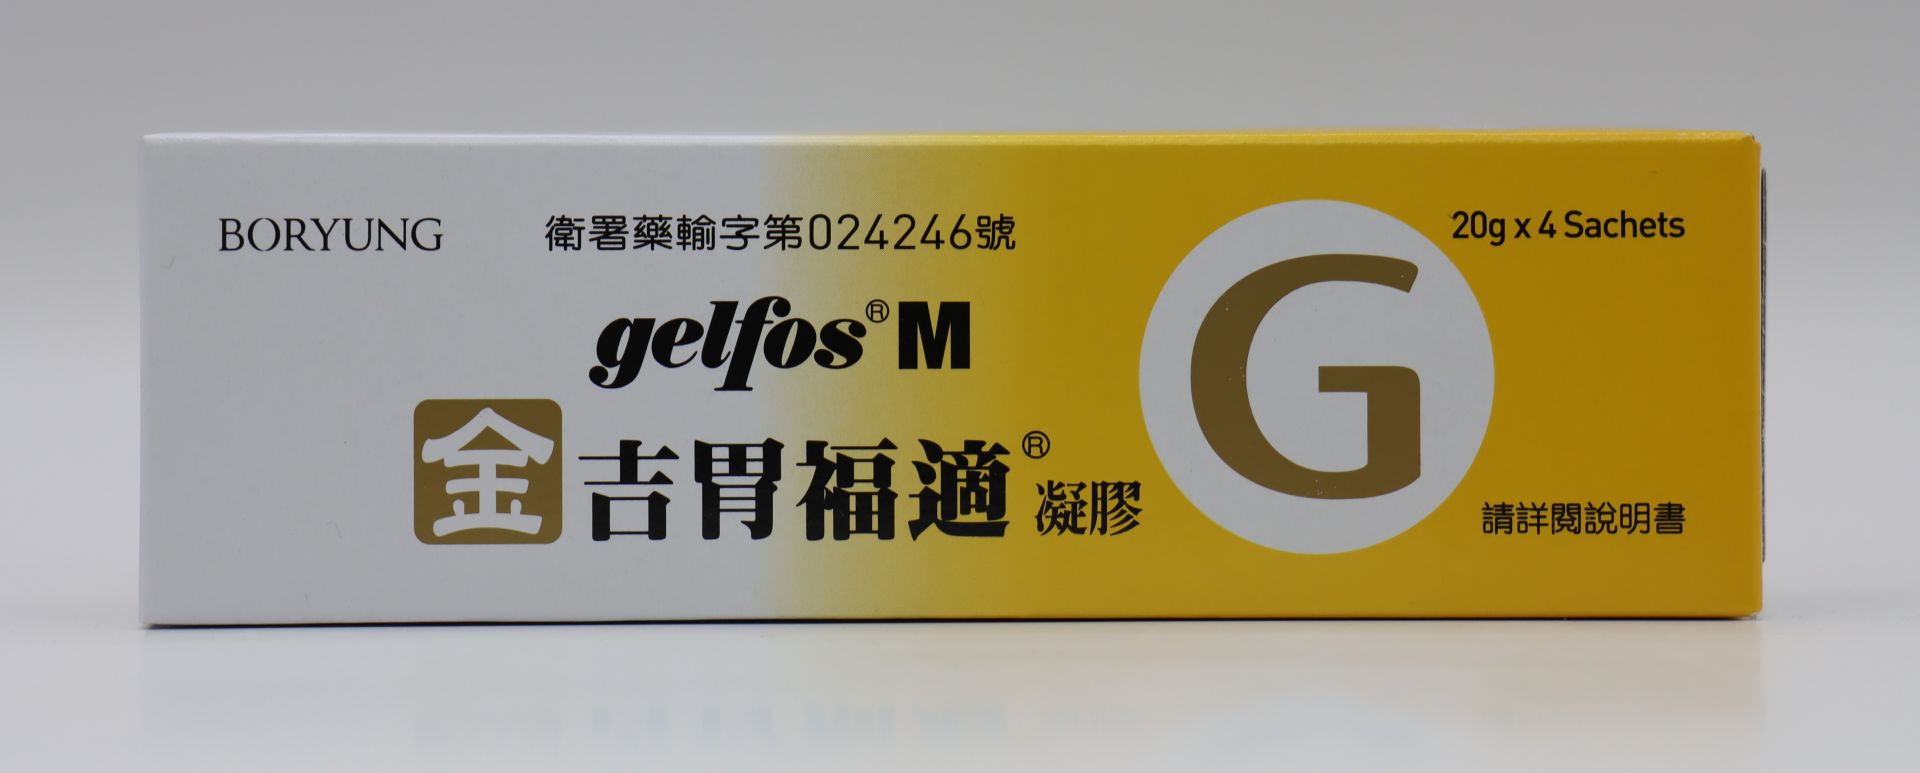 BORYUNG
衛署藥輸字第024246號
20g x 4 Sachets
gelfos® M
G
金吉胃福適®凝膠
請詳閱說明書